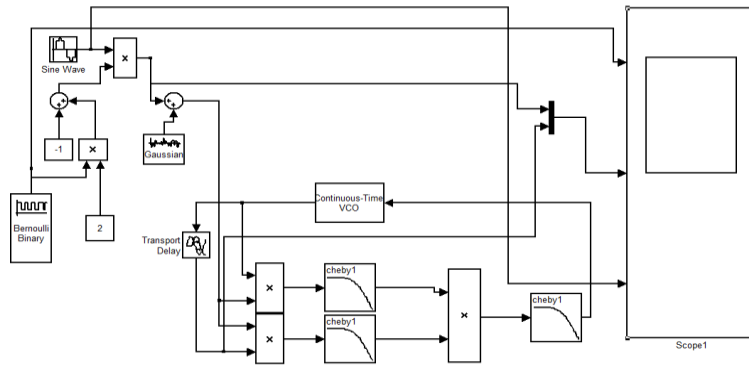 Sine Wave
×
-1
×
Gaussian
Bernoulli
Binary
2
Continuous-Time
VCO
Transport
Delay
×
cheby1
×
cheby1
×
cheby1
Scope1